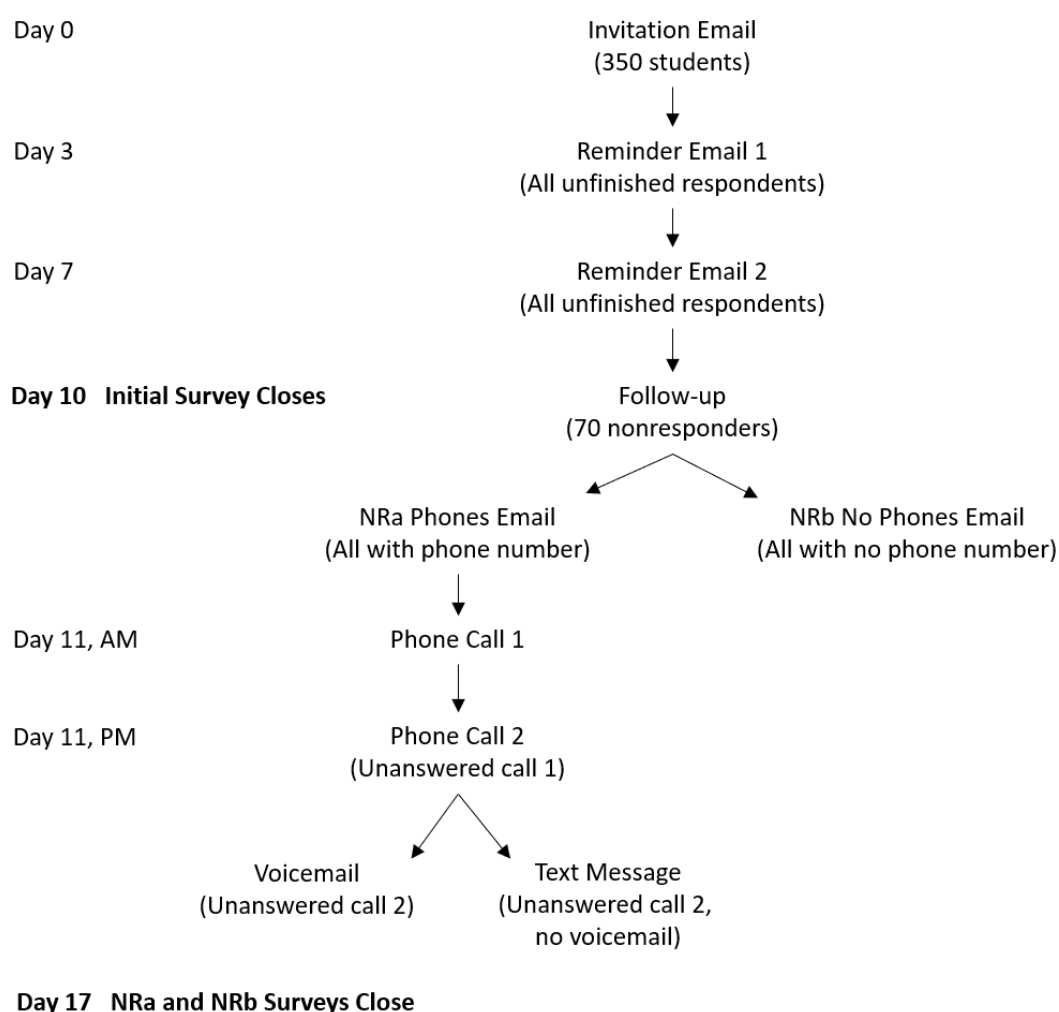 Day 0
Invitation Email
(350 students)
Day 3
Reminder Email 1
(All unfinished respondents)
Day 7
Reminder Email 2
(All unfinished respondents)
Day 10 Initial Survey Closes
Follow-up
(70 nonresponders)
NRa Phones Email
(All with phone number)
NRb No Phones Email
(All with no phone number)
Day 11, AM
Phone Call 1
Day 11, PM
Phone Call 2
(Unanswered call 1)
Voicemail
(Unanswered call 2)
Text Message
(Unanswered call 2,
no voicemail)
Day 17 NRa and NRb Surveys Close